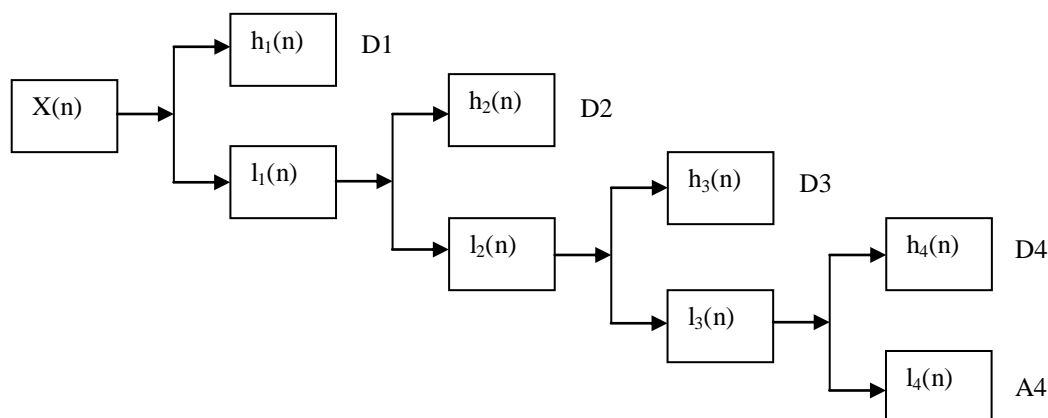 h₁(n) D1
X(n)
h₂(n) D2
l₁(n)
h₃(n) D3
l₂(n)
h₄(n) D4
l₃(n)
l₄(n) A4